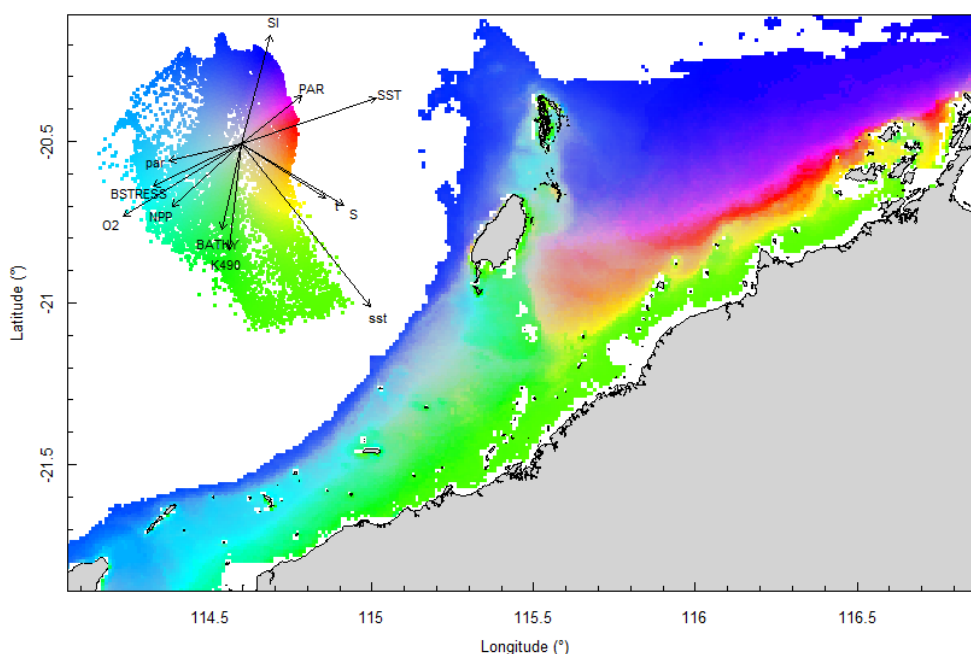 SI
PAR
SST
par
BSTRESS
O2
NPP
t
S
BATHY
K490
sst
-20.5
-21
-21.5
Latitude (°)
114.5
115
115.5
116
116.5
Longitude (°)